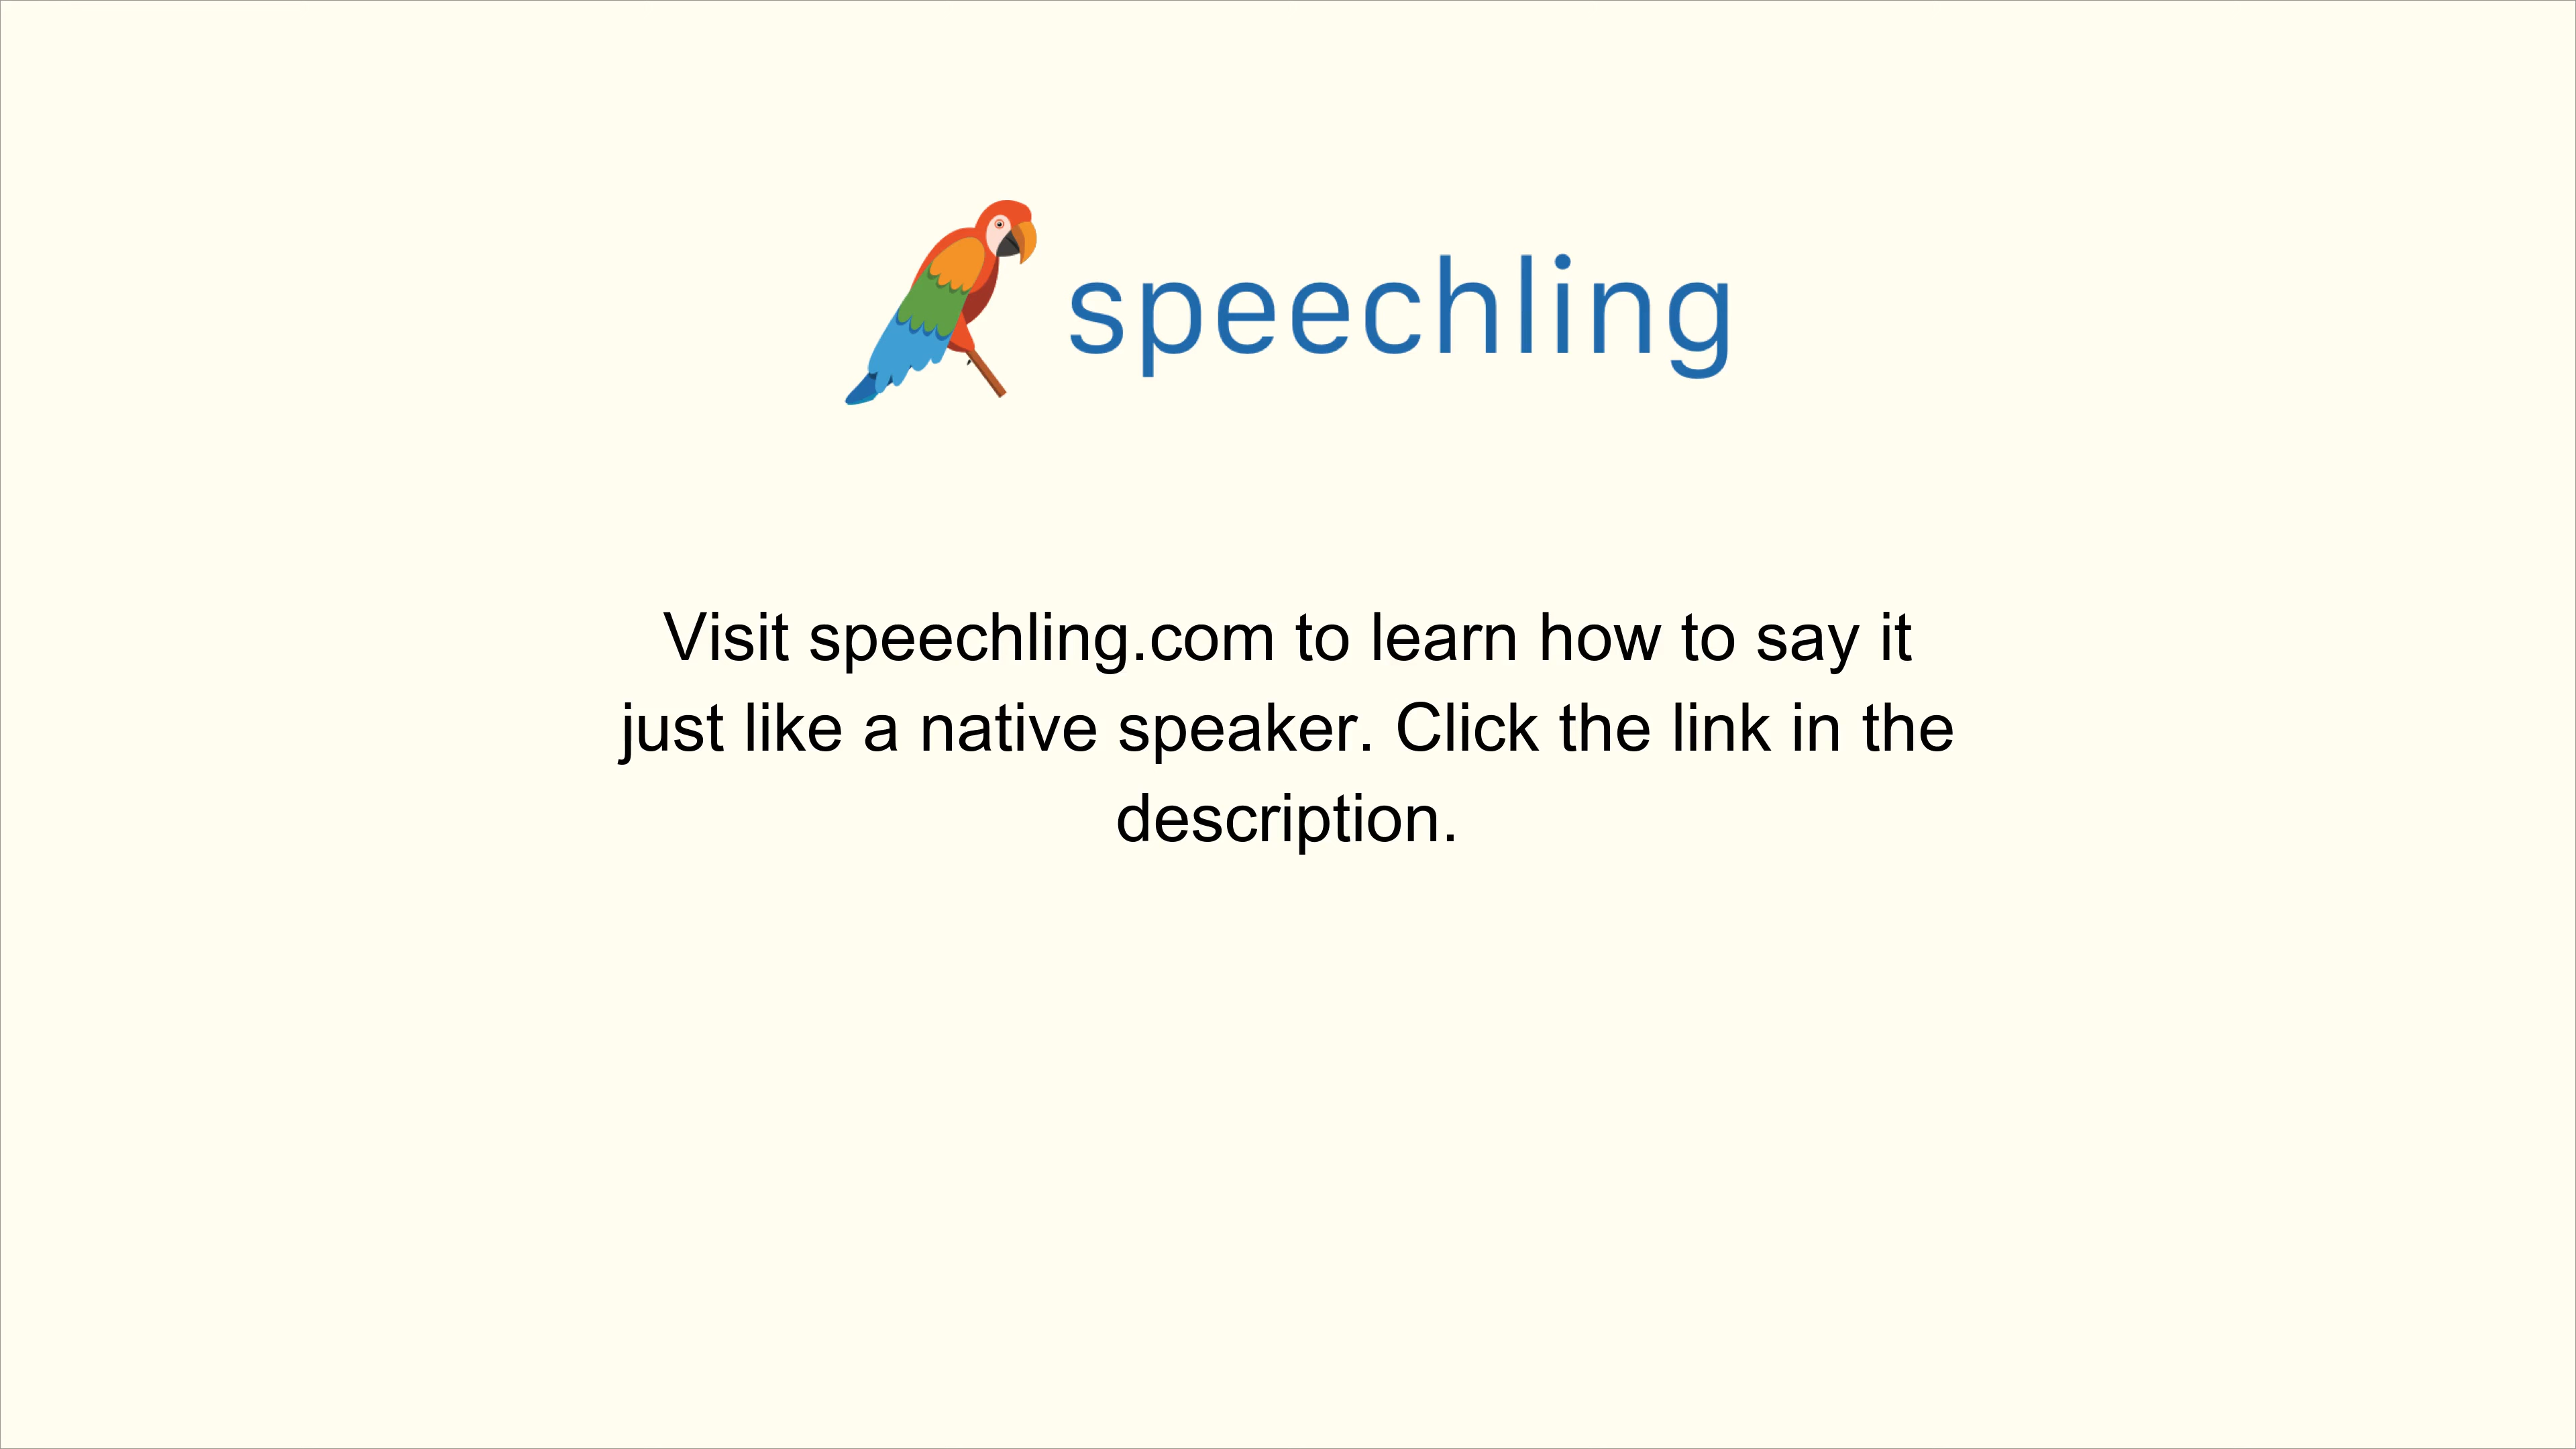 speechling
Visit speechling.com to learn how to say it
just like a native speaker. Click the link in the
description.